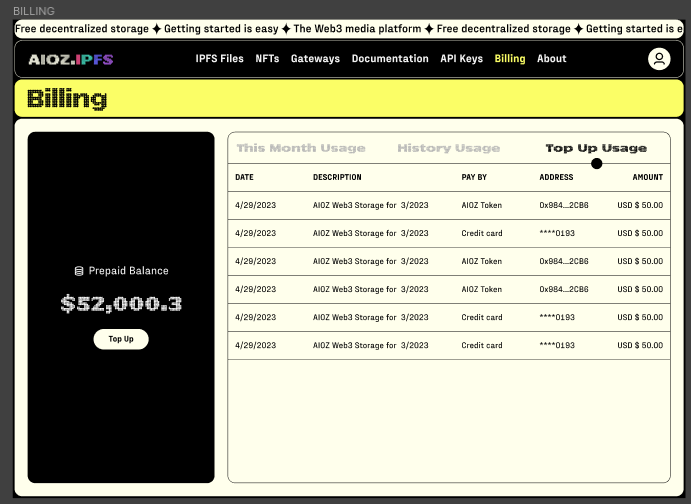 BILLING
Free decentralized storage ✦ Getting started is easy ✦ The Web3 media platform ✦ Free decentralized storage ✦ Getting started is e
AIOZ.IPFS IPFS Files NFTs Gateways Documentation API Keys Billing About
Billing
Prepaid Balance
$52,000.3
Top Up
This Month Usage History Usage Top Up Usage
DATE DESCRIPTION PAY BY ADDRESS AMOUNT
4/29/2023 AIOZ Web3 Storage for 3/2023 AIOZ Token 0x984...2CB6 USD $ 50.00
4/29/2023 AIOZ Web3 Storage for 3/2023 Credit card ****0193 USD $ 50.00
4/29/2023 AIOZ Web3 Storage for 3/2023 AIOZ Token 0x984...2CB6 USD $ 50.00
4/29/2023 AIOZ Web3 Storage for 3/2023 AIOZ Token 0x984...2CB6 USD $ 50.00
4/29/2023 AIOZ Web3 Storage for 3/2023 Credit card ****0193 USD $ 50.00
4/29/2023 AIOZ Web3 Storage for 3/2023 Credit card ****0193 USD $ 50.00